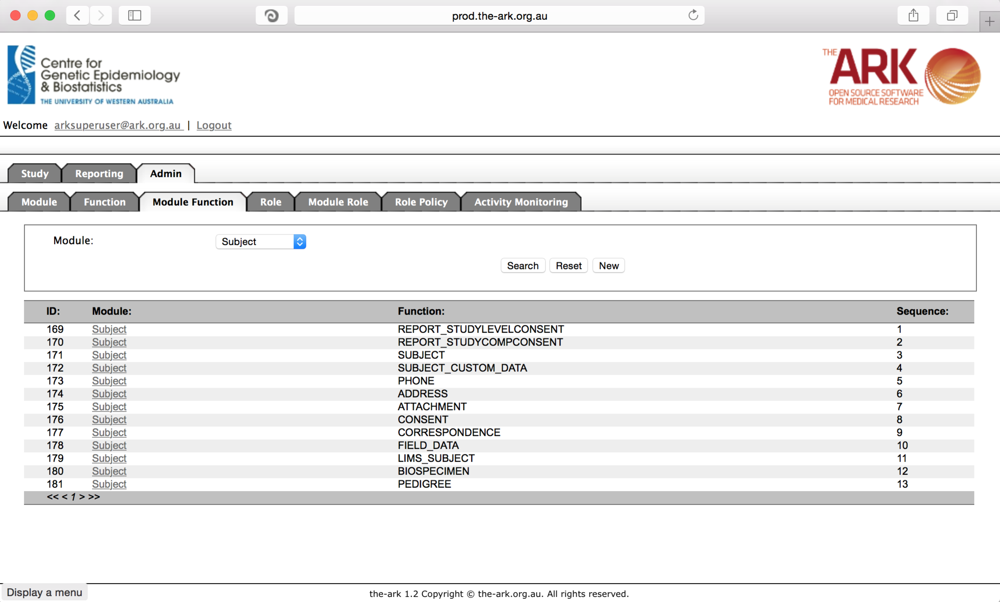 prod.the-ark.org.au
Centre for
Genetic Epidemiology
& Biostatistics
THE UNIVERSITY OF WESTERN AUSTRALIA
THE ARK
OPEN SOURCE SOFTWARE
FOR MEDICAL RESEARCH
Welcome arksuperuser@ark.org.au | Logout
Study Reporting Admin
Module Function Module Function Role Module Role Role Policy Activity Monitoring
Module: Subject
Search Reset New
ID: Module: Function: Sequence:
169 Subject REPORT_STUDYLEVELCONSENT 1
170 Subject REPORT_STUDYCOMPCONSENT 2
171 Subject SUBJECT 3
172 Subject SUBJECT_CUSTOM_DATA 4
173 Subject PHONE 5
174 Subject ADDRESS 6
175 Subject ATTACHMENT 7
176 Subject CONSENT 8
177 Subject CORRESPONDENCE 9
178 Subject FIELD_DATA 10
179 Subject LIMS_SUBJECT 11
180 Subject BIOSPECIMEN 12
181 Subject PEDIGREE 13
<< < 1 > >>
Display a menu
the-ark 1.2 Copyright © the-ark.org.au. All rights reserved.